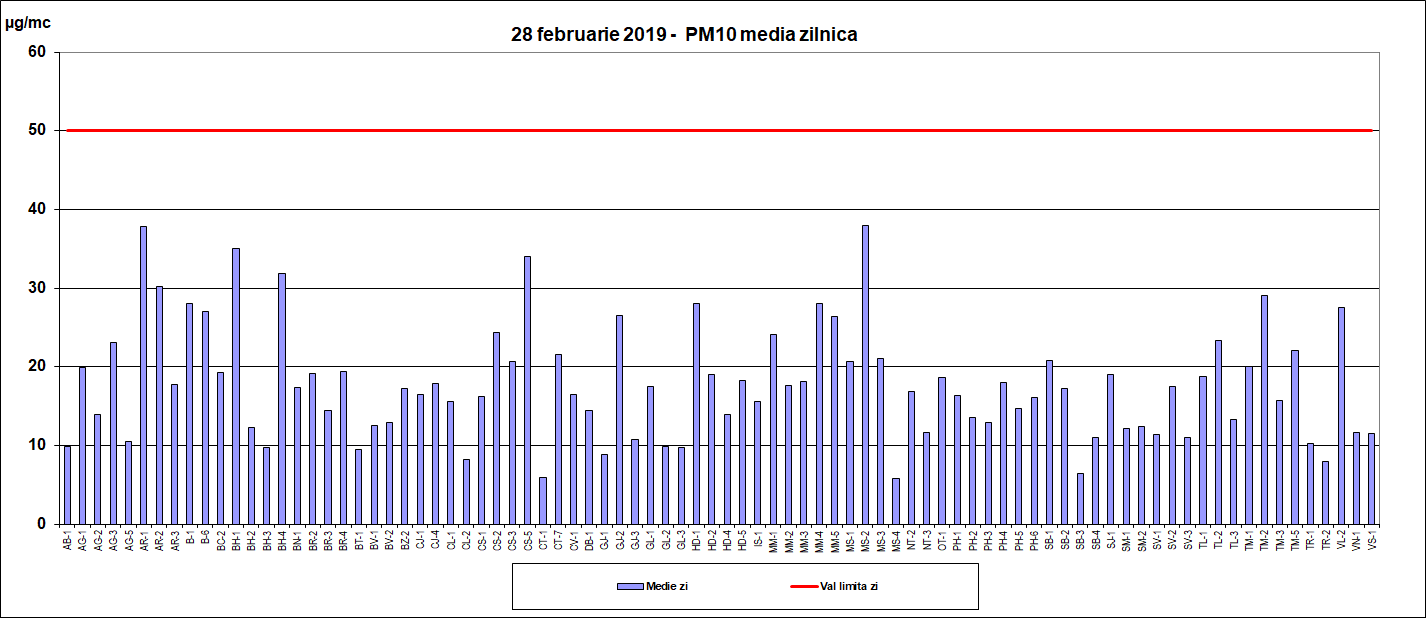 µg/mc
28 februarie 2019 - PM10 media zilnica
60
50
40
30
20
10
0
AB-1 AG-1 AG-2 AG-3 AG-5 AR-1 AR-2 AR-3 B-1 B-6 BC-2 BH-1 BH-2 BH-3 BH-4 BN-1 BR-2 BR-3 BR-4 BT-1 BV-1 BV-2 BZ-2 CJ-1 CJ-4 CL-1 CL-2 CS-1 CS-2 CS-3 CS-5 CT-1 CT-7 CV-1 DB-1 GJ-1 GJ-2 GJ-3 GL-1 GL-2 GL-3 HD-1 HD-2 HD-4 HD-5 IS-1 MM-1 MM-2 MM-3 MM-4 MM-5 MS-1 MS-2 MS-3 MS-4 NT-2 NT-3 OT-1 PH-1 PH-2 PH-3 PH-4 PH-5 PH-6 SB-1 SB-2 SB-3 SB-4 SJ-1 SM-1 SM-2 SV-1 SV-2 SV-3 TL-1 TL-2 TL-3 TM-1 TM-2 TM-3 TM-5 TR-1 TR-2 VL-2 VN-1 VS-1
Medie zi
Val limita zi